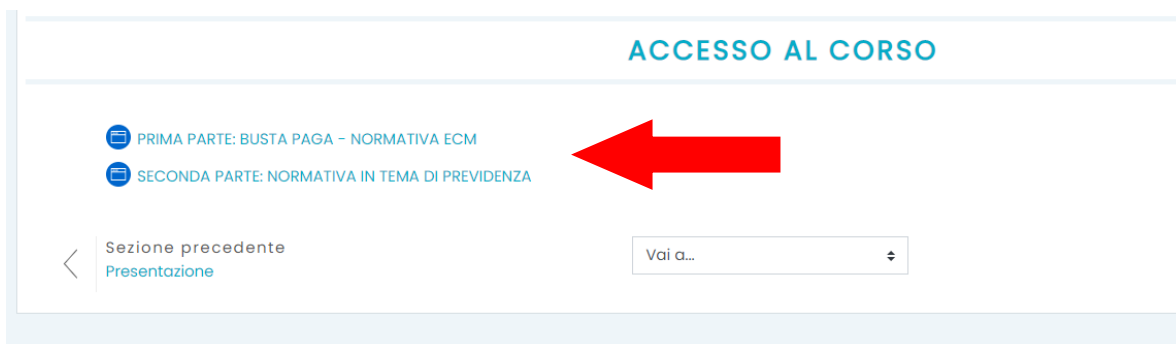 ACCESSO AL CORSO
PRIMA PARTE: BUSTA PAGA - NORMATIVA ECM
SECONDA PARTE: NORMATIVA IN TEMA DI PREVIDENZA
Sezione precedente
Presentazione
Vai a...